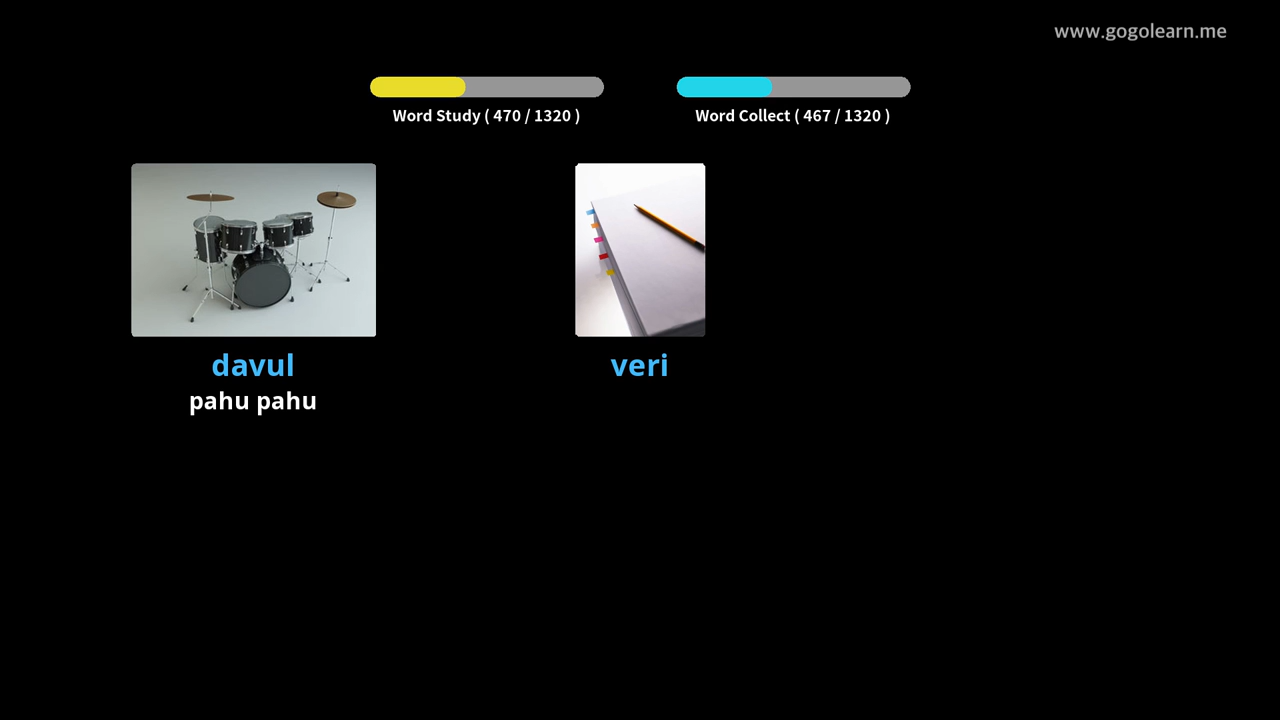 www.gogolearn.me
Word Study ( 470 / 1320 )
Word Collect ( 467 / 1320 )
davul
veri
pahu pahu